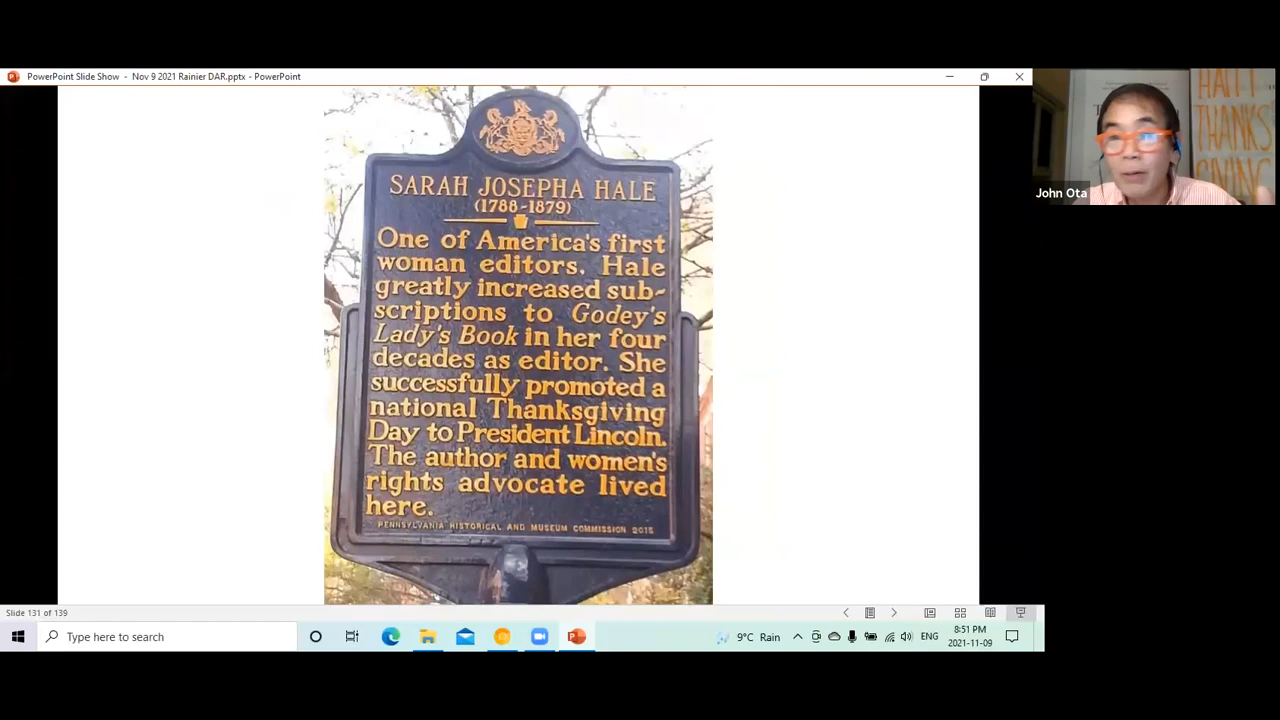 PowerPoint Slide Show - Nov 9 2021 Rainier DAR.pptx - PowerPoint
SARAH JOSEPHA HALE
(1788-1879)
One of America's first
woman editors, Hale
greatly increased sub-
scriptions to Godey's
Lady's Book in her four
decades as editor. She
successfully promoted a
national Thanksgiving
Day to President Lincoln.
The author and women's
rights advocate lived
here.
PENNSYLVANIA HISTORICAL AND MUSEUM COMMISSION 2015
HAPPY
THANKS
GIVING
John Ota
Slide 131 of 139
Type here to search
9°C Rain
ENG
8:51 PM
2021-11-09